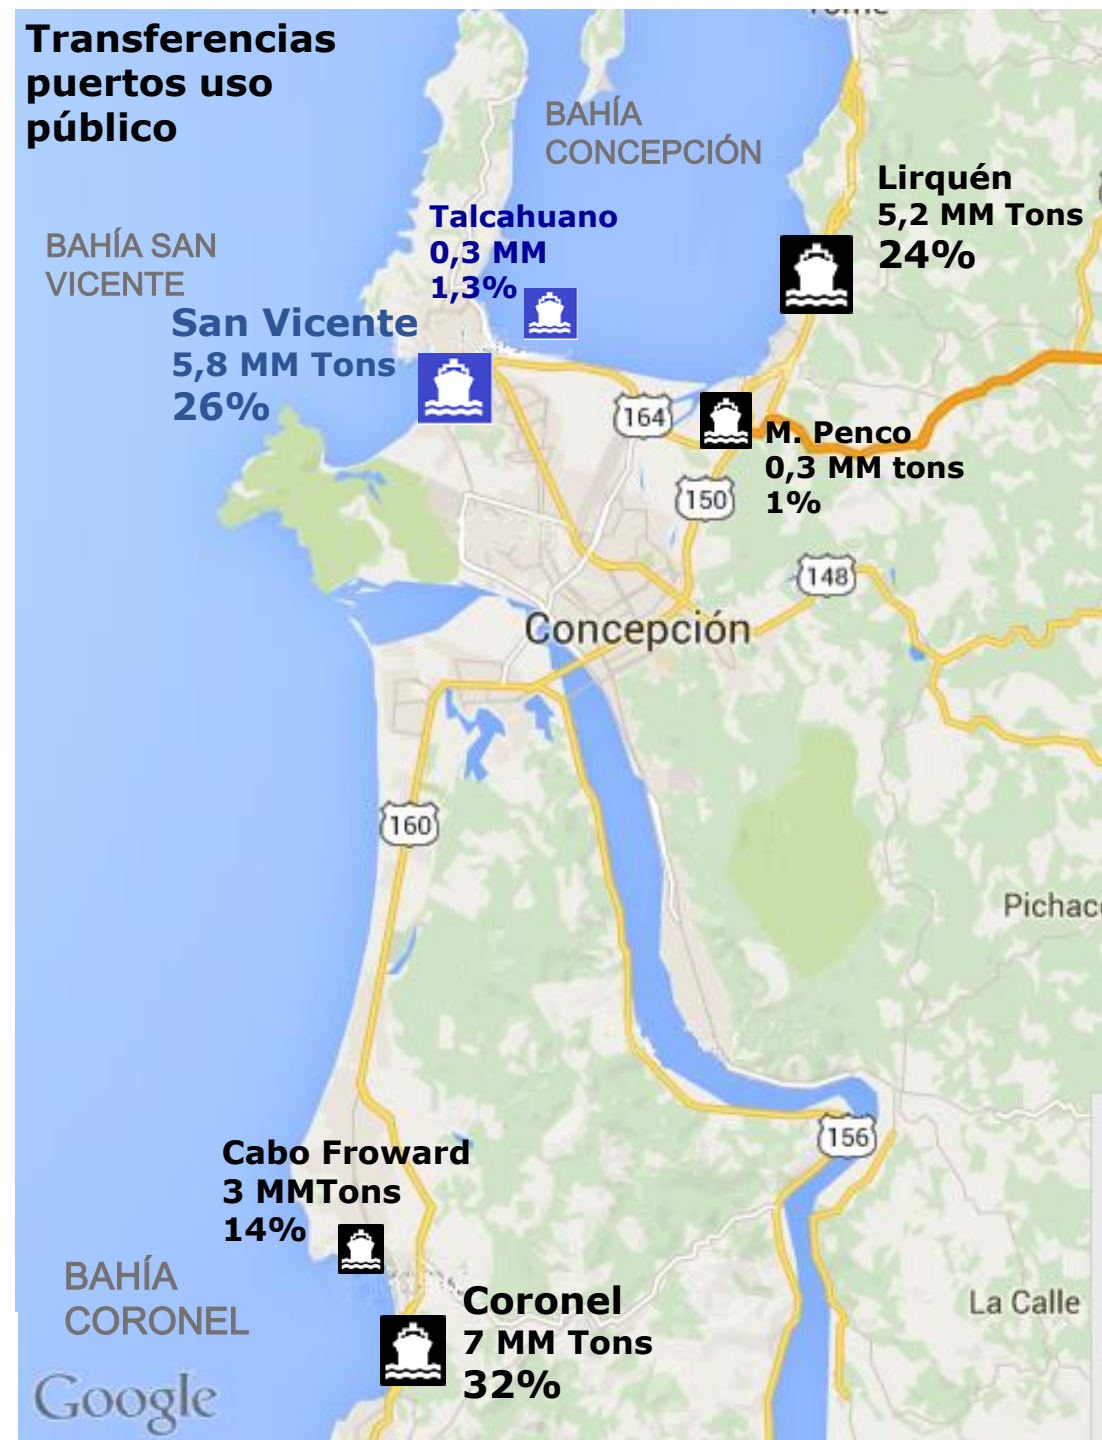 Transferencias
puertos uso
público
BAHÍA
CONCEPCIÓN
Lirquén
5,2 MM Tons
24%
Talcahuano
0,3 MM
1,3%
BAHÍA SAN
VICENTE
San Vicente
5,8 MM Tons
26%
164
M. Penco
0,3 MM tons
1%
150
148
Concepción
160
Pichac
156
Cabo Froward
3 MMTons
14%
BAHÍA
CORONEL
Coronel
7 MM Tons
32%
La Calle
Google